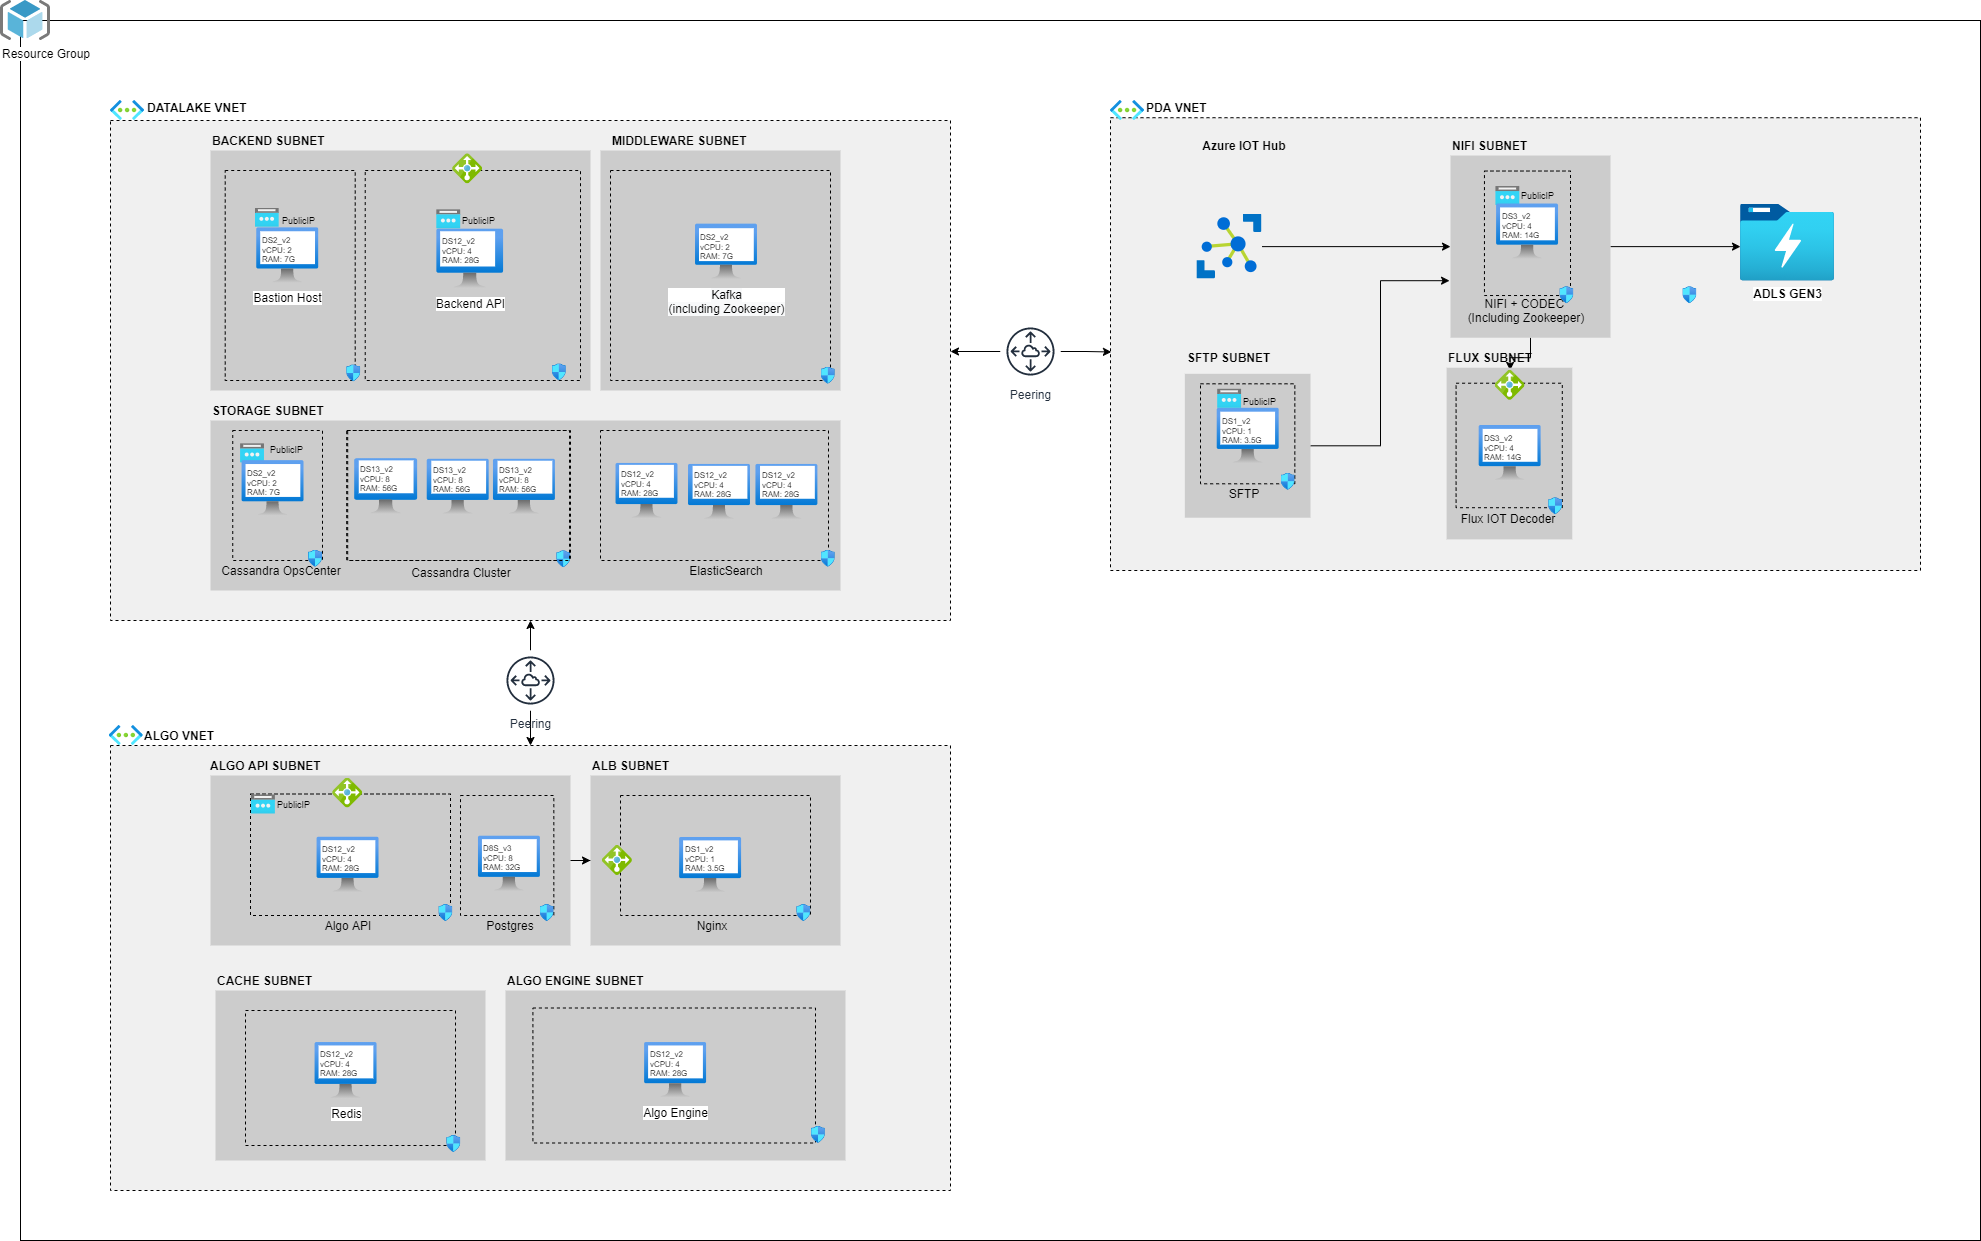 Resource Group
DATALAKE VNET
BACKEND SUBNET
PublicIP
DS2_v2
vCPU: 2
RAM: 7G
Bastion Host
PublicIP
DS12_v2
vCPU: 4
RAM: 28G
Backend API
MIDDLEWARE SUBNET
DS2_v2
vCPU: 2
RAM: 7G
Kafka
(including Zookeeper)
STORAGE SUBNET
PublicIP
DS2_v2
vCPU: 2
RAM: 7G
Cassandra OpsCenter
DS13_v2
vCPU: 8
RAM: 56G
DS13_v2
vCPU: 8
RAM: 56G
DS13_v2
vCPU: 8
RAM: 56G
Cassandra Cluster
DS12_v2
vCPU: 4
RAM: 28G
DS12_v2
vCPU: 4
RAM: 28G
DS12_v2
vCPU: 4
RAM: 28G
ElasticSearch
Peering
PDA VNET
Azure IOT Hub
NIFI SUBNET
PublicIP
DS3_v2
vCPU: 4
RAM: 14G
NIFI + CODEC
(Including Zookeeper)
ADLS GEN3
SFTP SUBNET
PublicIP
DS1_v2
vCPU: 1
RAM: 3.5G
SFTP
FLUX SUBNET
DS3_v2
vCPU: 4
RAM: 14G
Flux IOT Decoder
Peering
ALGO VNET
ALGO API SUBNET
PublicIP
DS12_v2
vCPU: 4
RAM: 28G
Algo API
D8S_v3
vCPU: 8
RAM: 32G
Postgres
ALB SUBNET
DS1_v2
vCPU: 1
RAM: 3.5G
Nginx
CACHE SUBNET
DS12_v2
vCPU: 4
RAM: 28G
Redis
ALGO ENGINE SUBNET
DS12_v2
vCPU: 4
RAM: 28G
Algo Engine